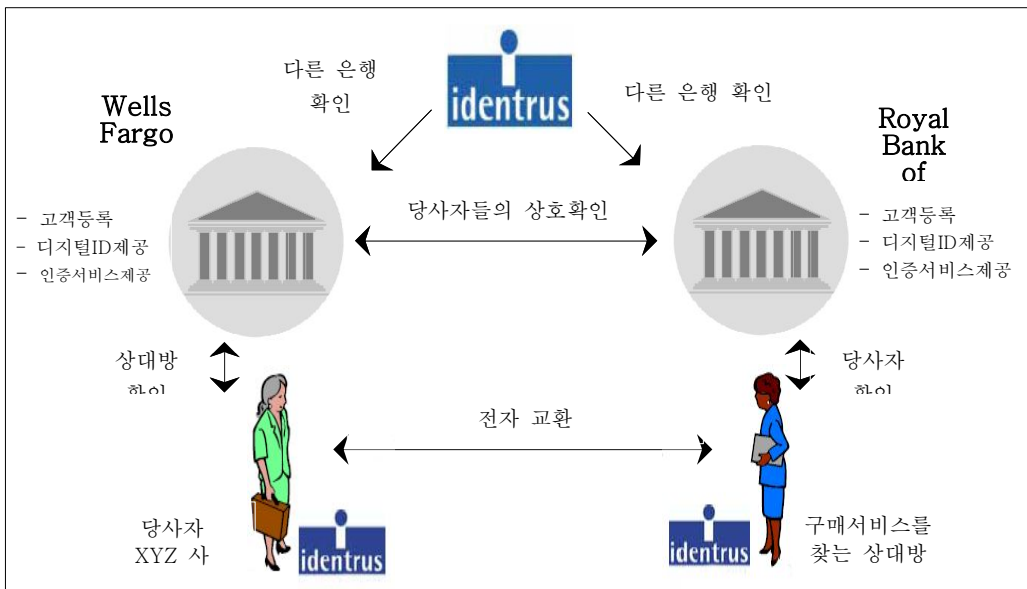 다른 은행
확인
identrus
다른 은행 확인
Wells
Fargo
Royal
Bank
of
당사자들의 상호확인
- 고객등록
- 디지털ID제공
- 인증서비스제공
- 고객등록
- 디지털ID제공
- 인증서비스제공
상대방
확인
당사자
확인
전자 교환
당사자
XYZ 사
identrus
identrus
구매서비스를
찾는 상대방